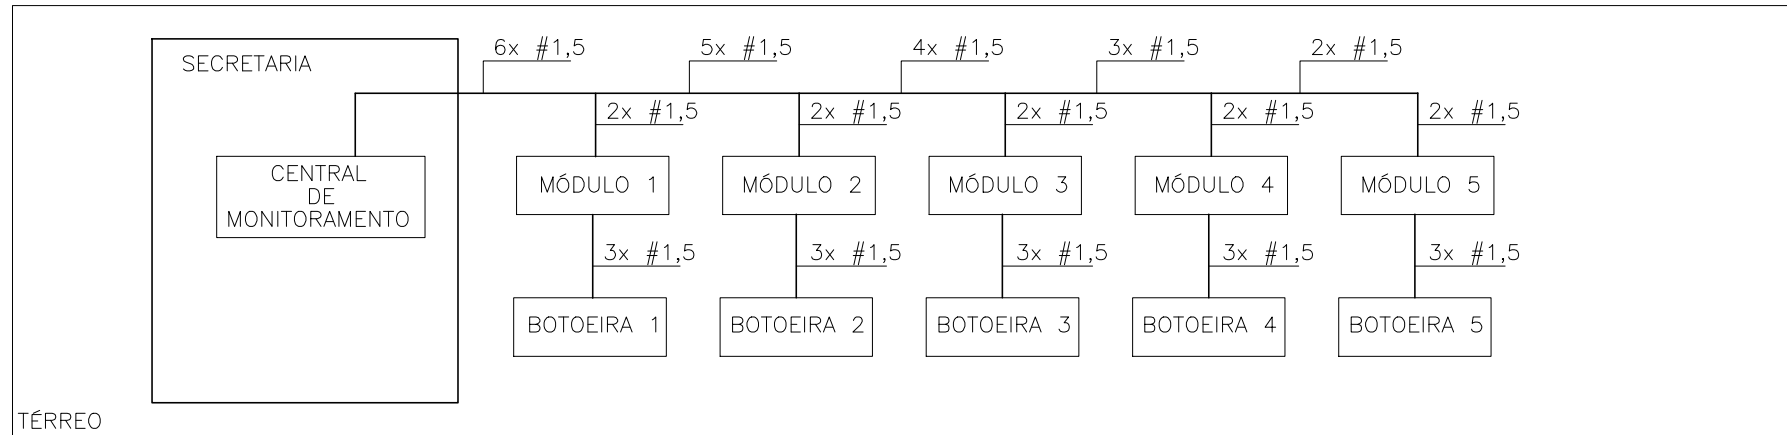 6x #1,5
5x #1,5
4x #1,5
3x #1,5
2x #1,5
SECRETARIA
2x #1,5
2x #1,5
2x #1,5
2x #1,5
2x #1,5
CENTRAL
DE
MONITORAMENTO
MÓDULO 1
MÓDULO 2
MÓDULO 3
MÓDULO 4
MÓDULO 5
3x #1,5
3x #1,5
3x #1,5
3x #1,5
3x #1,5
BOTOEIRA 1
BOTOEIRA 2
BOTOEIRA 3
BOTOEIRA 4
BOTOEIRA 5
TÉRREO